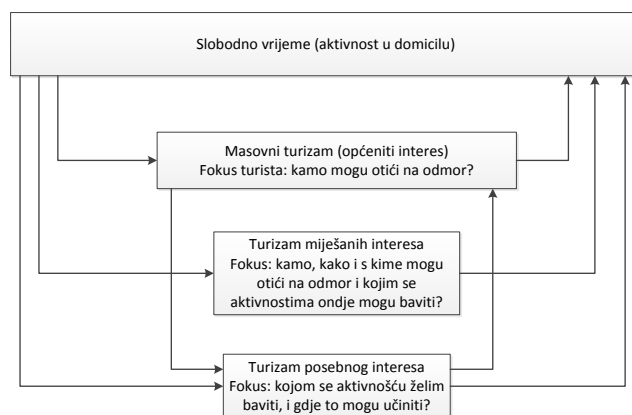 Slobodno vrijeme (aktivnost u domicilu)
Masovni turizam (općeniti interes)
Fokus turista: kamo mogu otići na odmor?
Turizam miješanih interesa
Fokus: kamo, kako i s kime mogu
otići na odmor i kojim se
aktivnostima ondje mogu baviti?
Turizam posebnog interesa
Fokus: kojom se aktivnošću želim
baviti, i gdje to mogu učiniti?